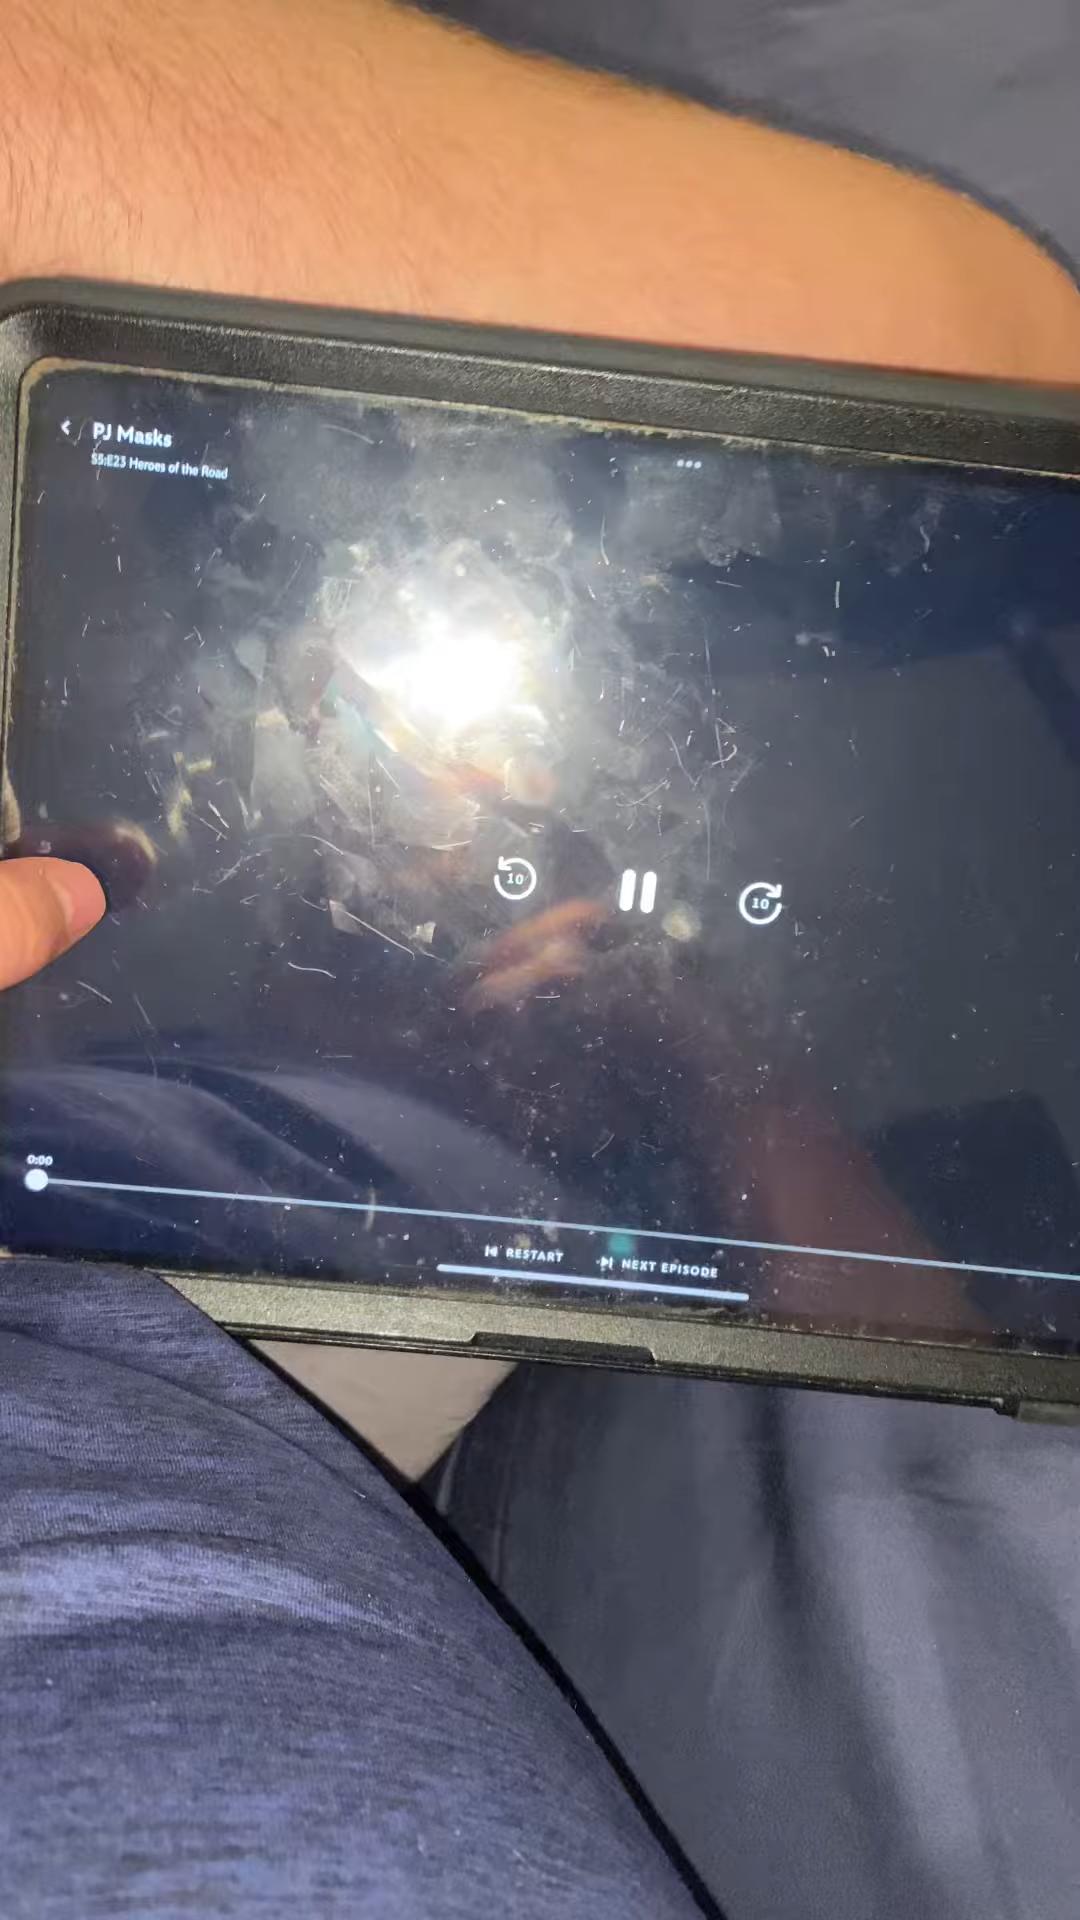 PJ Masks
S5:E23 Heroes of the Road
10
10
0:00
RESTART
NEXT EPISODE